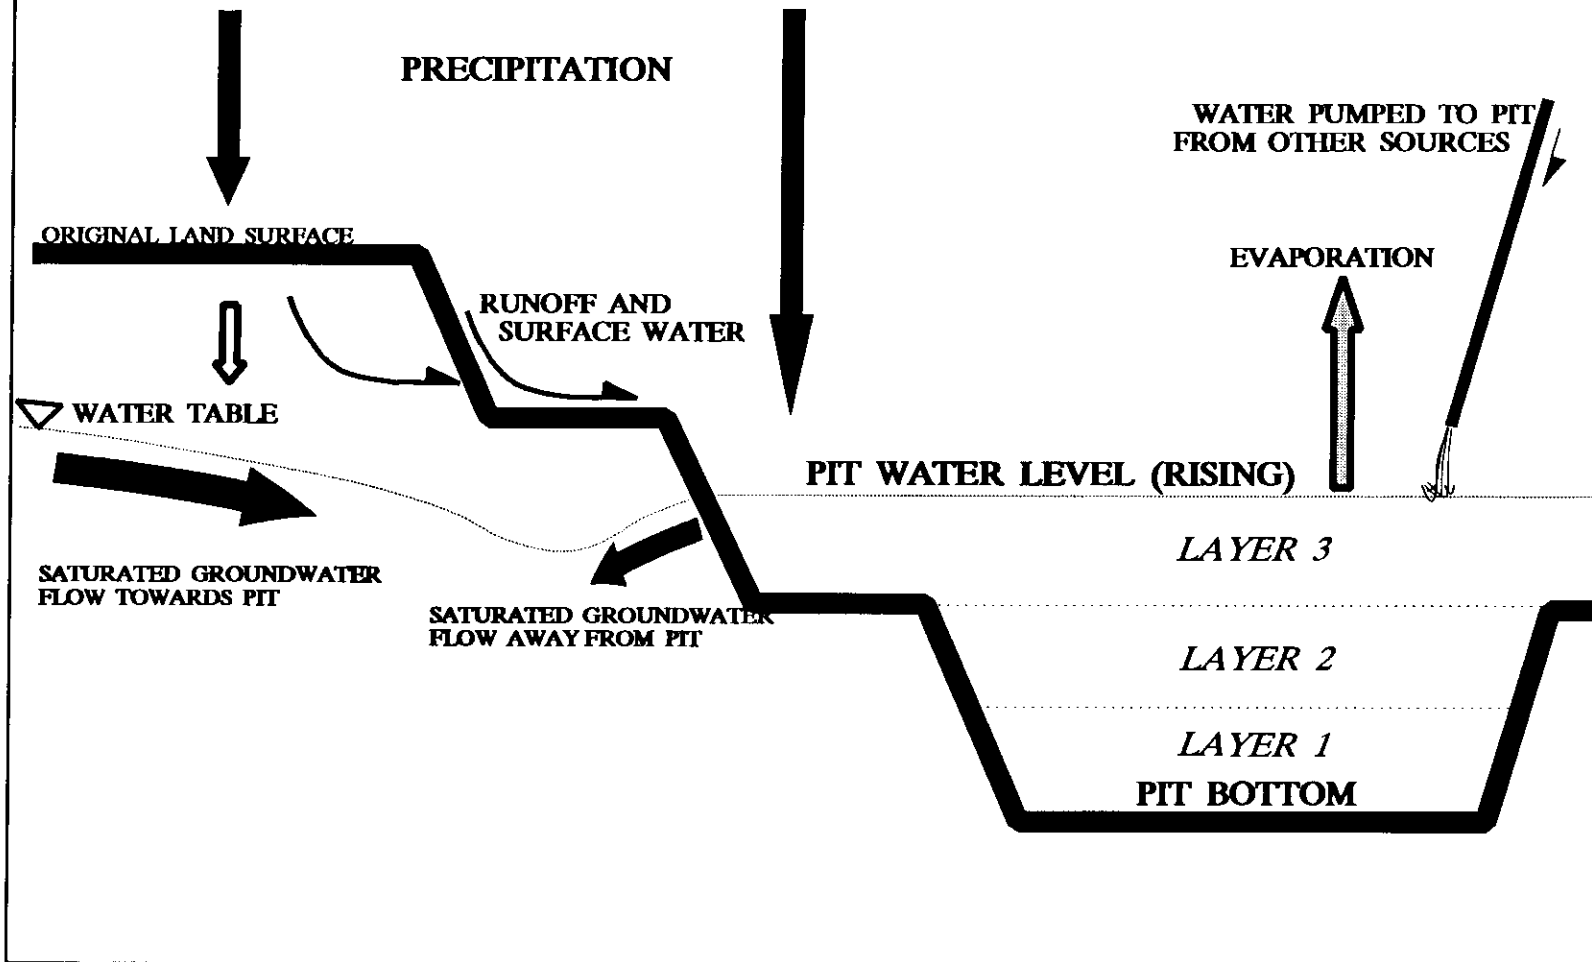 PRECIPITATION
WATER PUMPED TO PIT
FROM OTHER SOURCES
ORIGINAL LAND SURFACE
EVAPORATION
RUNOFF AND
SURFACE WATER
WATER TABLE
PIT WATER LEVEL (RISING)
LAYER 3
SATURATED GROUNDWATER
FLOW TOWARDS PIT
SATURATED GROUNDWATER
FLOW AWAY FROM PIT
LAYER 2
LAYER 1
PIT BOTTOM